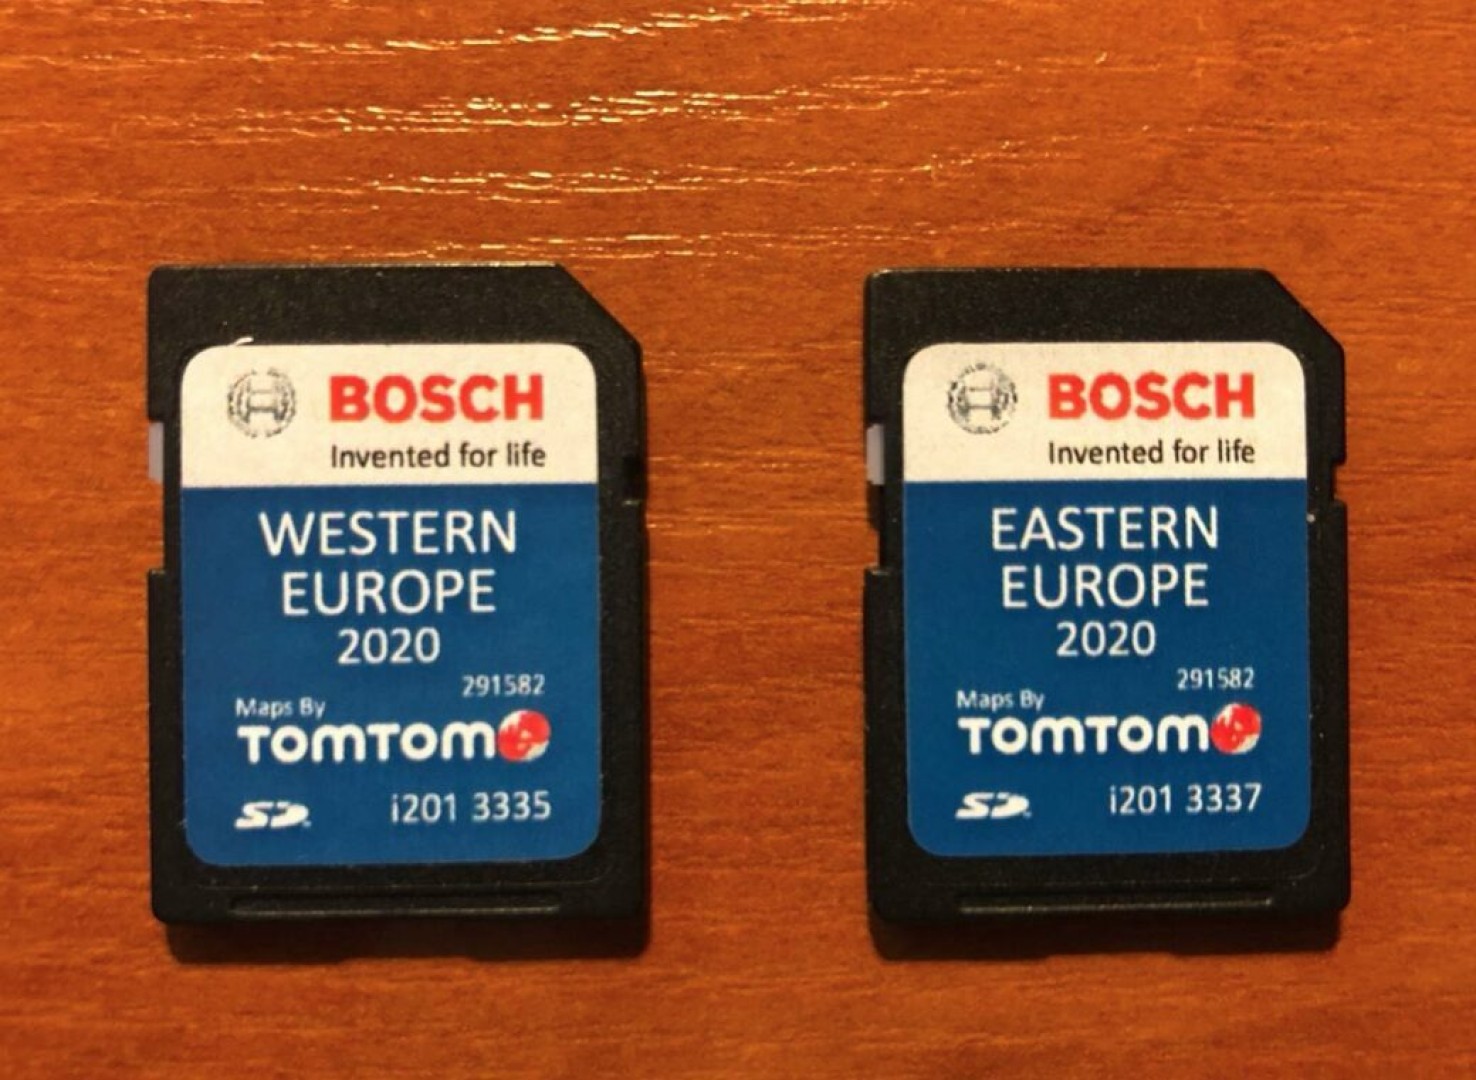 BOSCH
Invented for life
WESTERN
EUROPE
2020
291582
Maps By
TOMTOM
SD
i201 3335
BOSCH
Invented for life
EASTERN
EUROPE
2020
291582
Maps By
TOMTOM
SD
i201 3337